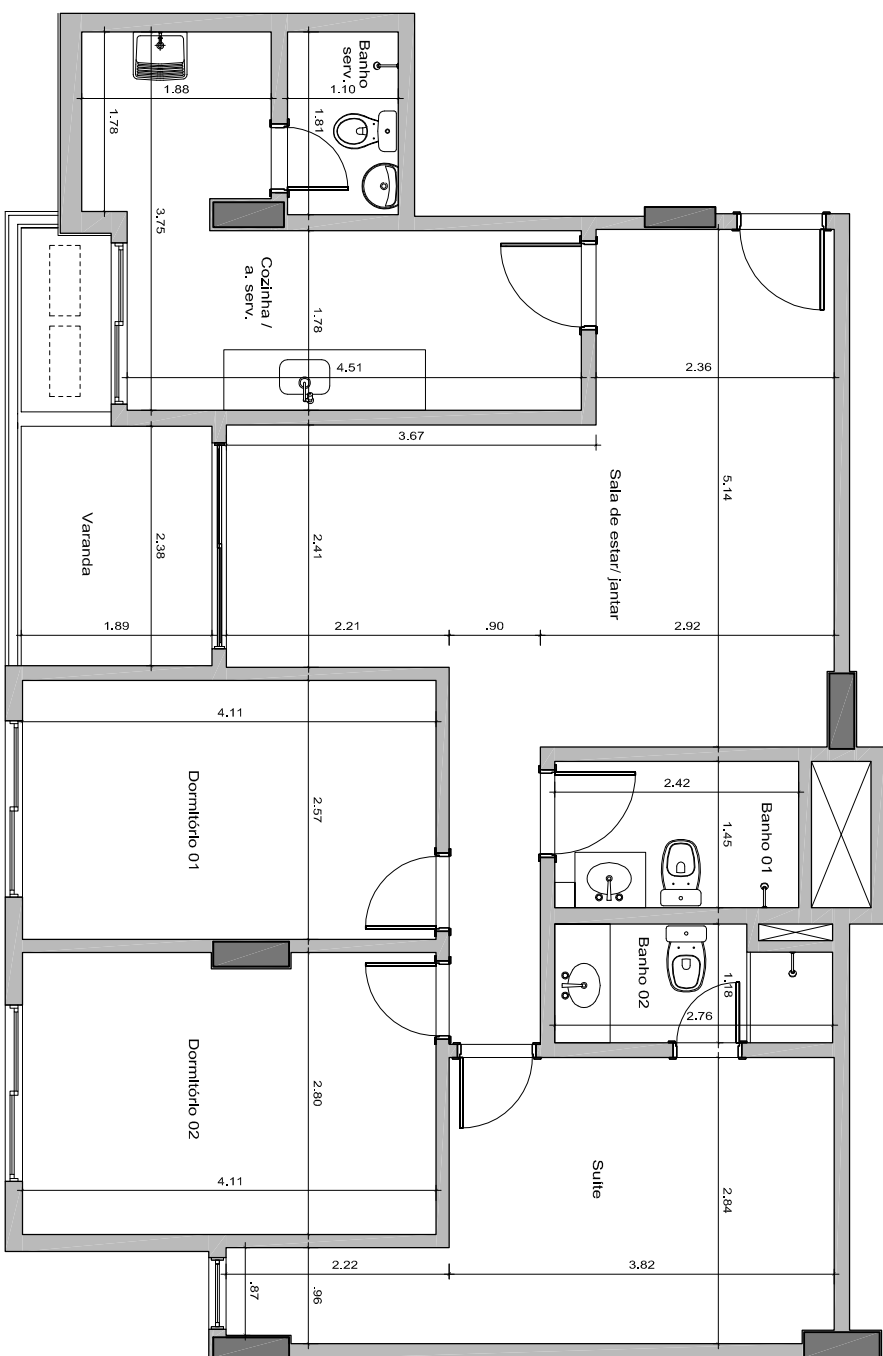 Banho
serv.
1.88
1.10
1.78
1.81
3.75
Cozinha /
a. serv.
1.78
4.51
2.36
3.67
Sala de estar/ jantar
5.14
Varanda
2.38
2.41
1.89
2.21
.90
2.92
4.11
Dormitório 01
2.57
2.42
Banho 01
1.45
Banho 02
1.18
2.76
Dormitório 02
2.80
4.11
Suíte
2.84
2.22
3.82
.87
.96